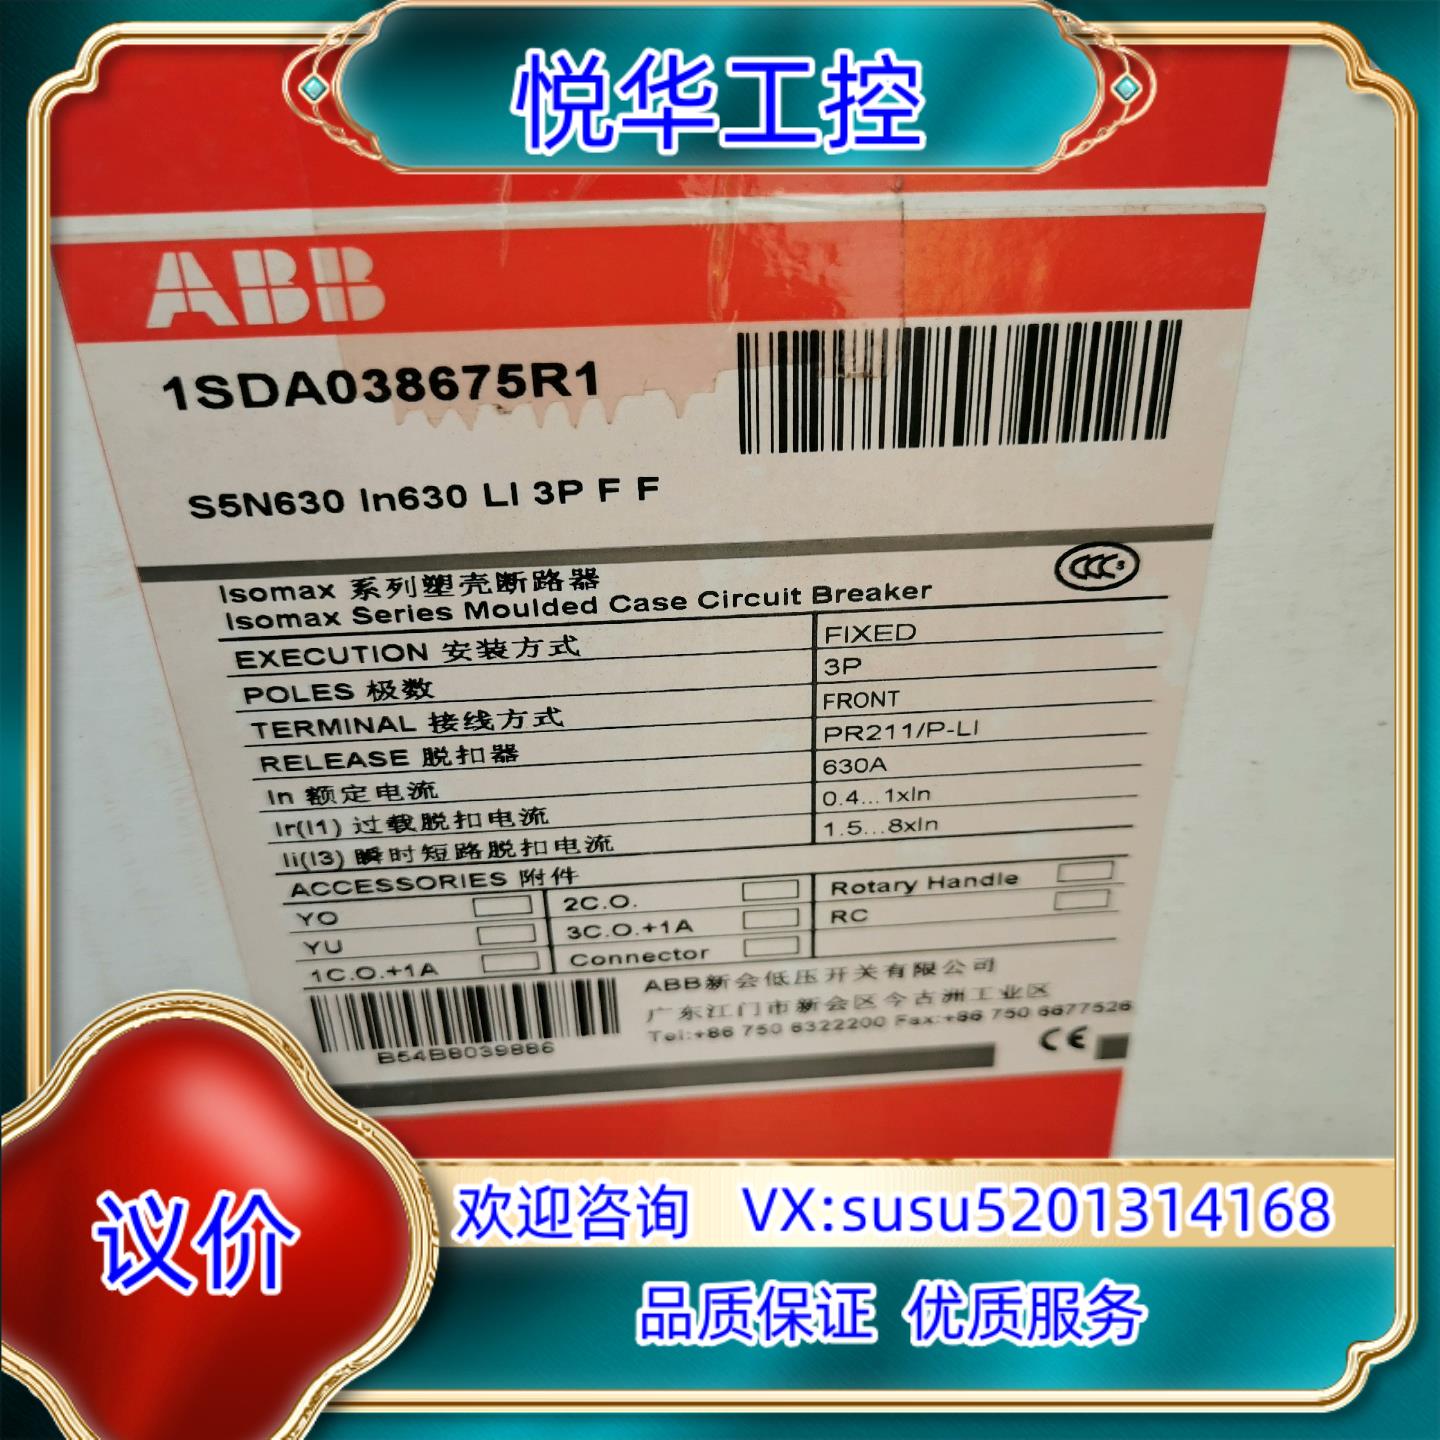 悦华工控
ABB
1SDA038675R1
S5N630 In630 LI 3P F F
Isomax 系列塑壳断路器
Isomax Series Moulded Case Circuit Breaker
CCC S
EXECUTION 安装方式 FIXED
POLES 极数 3P
TERMINAL 接线方式 FRONT
RELEASE 脱扣器 PR211/P-LI
In 额定电流 630A
Ir(I1) 过载脱扣电流 0.4...1xIn
Ii(I3) 瞬时短路脱扣电流 1.5...8xIn
ACCESSORIES 附件
YO 2C.O. Rotary Handle
YU 3C.O.+1A RC
1C.O.+1A Connector
ABB新会低压开关有限公司
广东江门市新会区今古洲工业区
Tel:+86 750 6322200 Fax:+86 750 6677526
B54B8039886
CE
议价
欢迎咨询 VX:susu5201314168
品质保证 优质服务